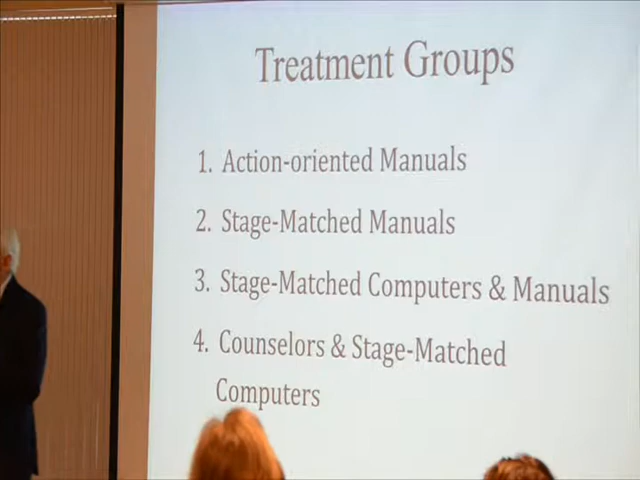 Treatment Groups
1. Action-oriented Manuals
2. Stage-Matched Manuals
3. Stage-Matched Computers & Manuals
4. Counselors & Stage-Matched
Computers